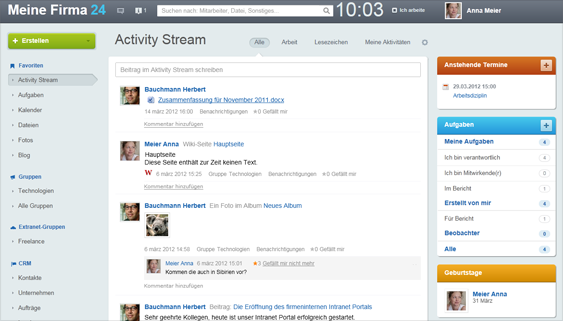 Meine Firma 24
1
Suchen nach: Mitarbeiter, Datei, Sonstiges...
10:03
Ich arbeite
Anna Meier
+ Erstellen
Favoriten
Activity Stream
Aufgaben
Kalender
Dateien
Fotos
Blog
Gruppen
Technologien
Alle Gruppen
Extranet-Gruppen
Freelance
CRM
Kontakte
Unternehmen
Aufträge
Activity Stream
Alle
Arbeit
Lesezeichen
Meine Aktivitäten
Beitrag im Aktivity Stream schreiben
Bauchmann Herbert
Zusammenfassung für November 2011.docx
14 märz 2012 16:00 Benachrichtigungen 0 Gefällt mir
Kommentar hinzufügen
Meier Anna Wiki-Seite Hauptseite
Hauptseite
Diese Seite enthält zur Zeit keinen Text.
W 6 märz 2012 15:25 Gruppe Technologien Benachrichtigungen 0 Gefällt mir
Kommentar hinzufügen
Bauchmann Herbert Ein Foto im Album Neues Album
6 märz 2012 14:58 Gruppe Technologien Benachrichtigungen 0 Gefällt mir
Meier Anna 6 märz 2012 15:01 3 Gefällt mir nicht mehr
Kommen die auch in Sibirien vor?
Kommentar hinzufügen
Bauchmann Herbert Beitrag: Die Eröffnung des firmeninternen Intranet Portals
Sehr geehrte Kollegen, heute ist unser Intranet Portal erfolgreich gestartet.
Anstehende Termine +
29.03.2012 15:00
Arbeitsdiziplin
Aufgaben +
Meine Aufgaben 4
Ich bin verantwortlich 4
Ich bin Mitwirkende(r) 0
Im Bericht 1
Erstellt von mir 4
Für Bericht 1
Beobachter 0
Alle 4
Geburtstage
Meier Anna
31 März